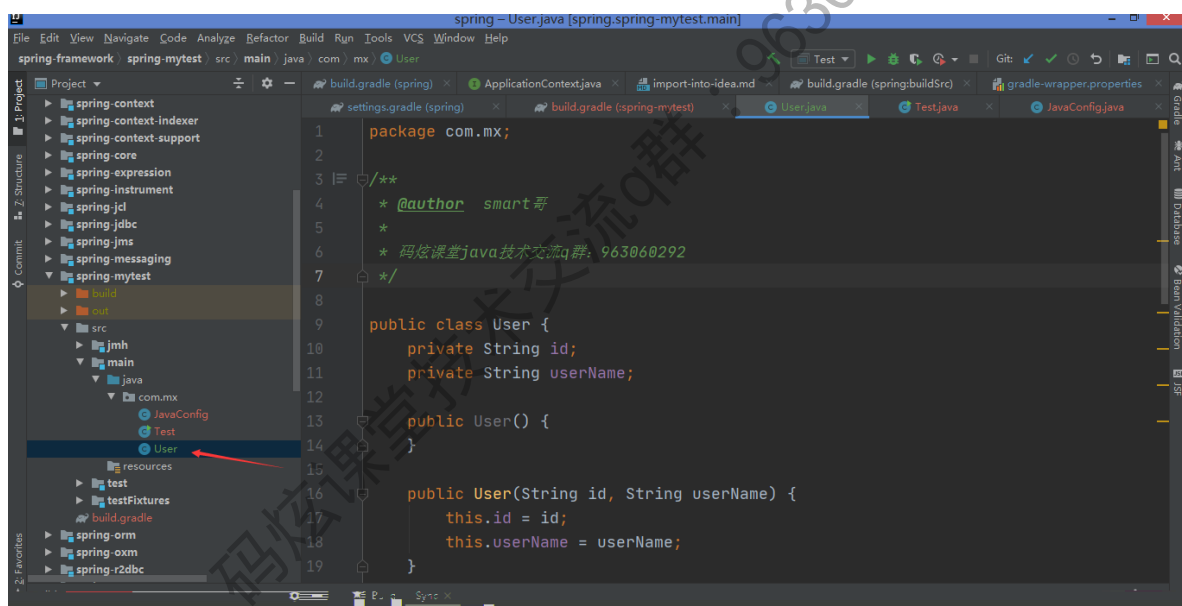 spring – User.java [spring.spring-mytest.main]
File Edit View Navigate Code Analyze Refactor Build Run Tools VCS Window Help
spring-framework spring-mytest src main java com mx User
Test
Git:
Project
build.gradle (spring)
ApplicationContext.java
import-into-idea.md
build.gradle (spring:buildSrc)
gradle-wrapper.properties
settings.gradle (spring)
build.gradle (:spring-mytest)
User.java
Test.java
JavaConfig.java
1: Project
Z: Structure
Commit
2: Favorites
spring-context
spring-context-indexer
spring-context-support
spring-core
spring-expression
spring-instrument
spring-jcl
spring-jdbc
spring-jms
spring-messaging
spring-mytest
build
out
src
jmh
main
java
com.mx
JavaConfig
Test
User
resources
test
testFixtures
build.gradle
spring-orm
spring-oxm
spring-r2dbc
1 package com.mx;
2
3 /**
4 * @author smart哥
5 *
6 * 码炫课堂java技术交流q群：963060292
7 */
8
9 public class User {
10 private String id;
11 private String userName;
12
13 public User() {
14 }
15
16 public User(String id, String userName) {
17 this.id = id;
18 this.userName = userName;
19 }
Gradle
Ant
Database
Bean Validation
JSF
Sync
码炫课堂技术交流q群：9630